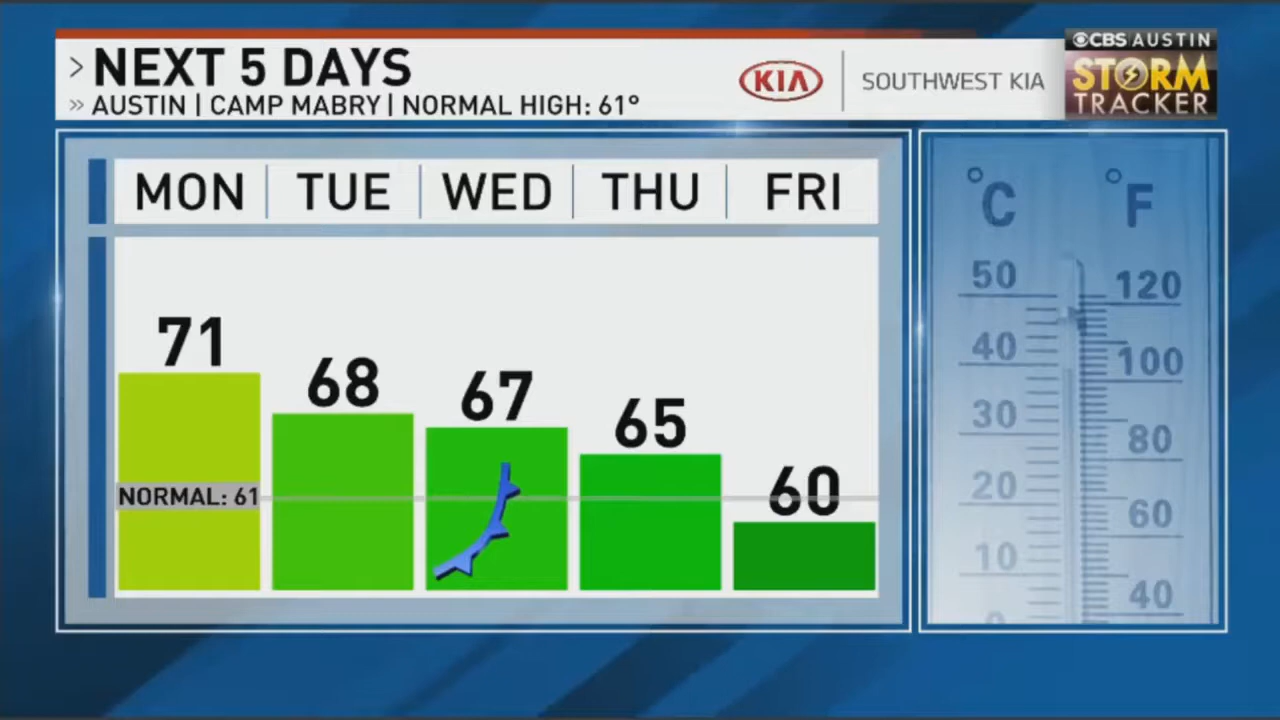 > NEXT 5 DAYS
» AUSTIN | CAMP MABRY | NORMAL HIGH: 61°
KIA
SOUTHWEST KIA
CBS AUSTIN
STORM
TRACKER
MON TUE WED THU FRI
71 68 67 65 60
NORMAL: 61
°C °F
50 120
40 100
30 80
20 60
10 40
0